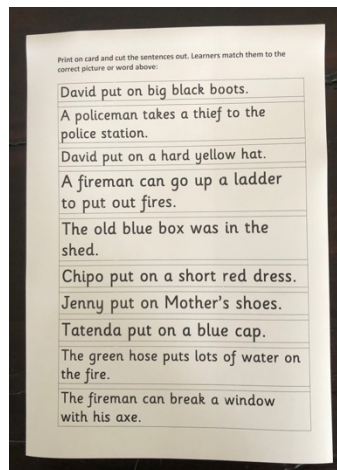 Print on card and cut the sentences out. Learners match them to the
correct picture or word above:
David put on big black boots.
A policeman takes a thief to the
police station.
David put on a hard yellow hat.
A fireman can go up a ladder
to put out fires.
The old blue box was in the
shed.
Chipo put on a short red dress.
Jenny put on Mother's shoes.
Tatenda put on a blue cap.
The green hose puts lots of water on
the fire.
The fireman can break a window
with his axe.